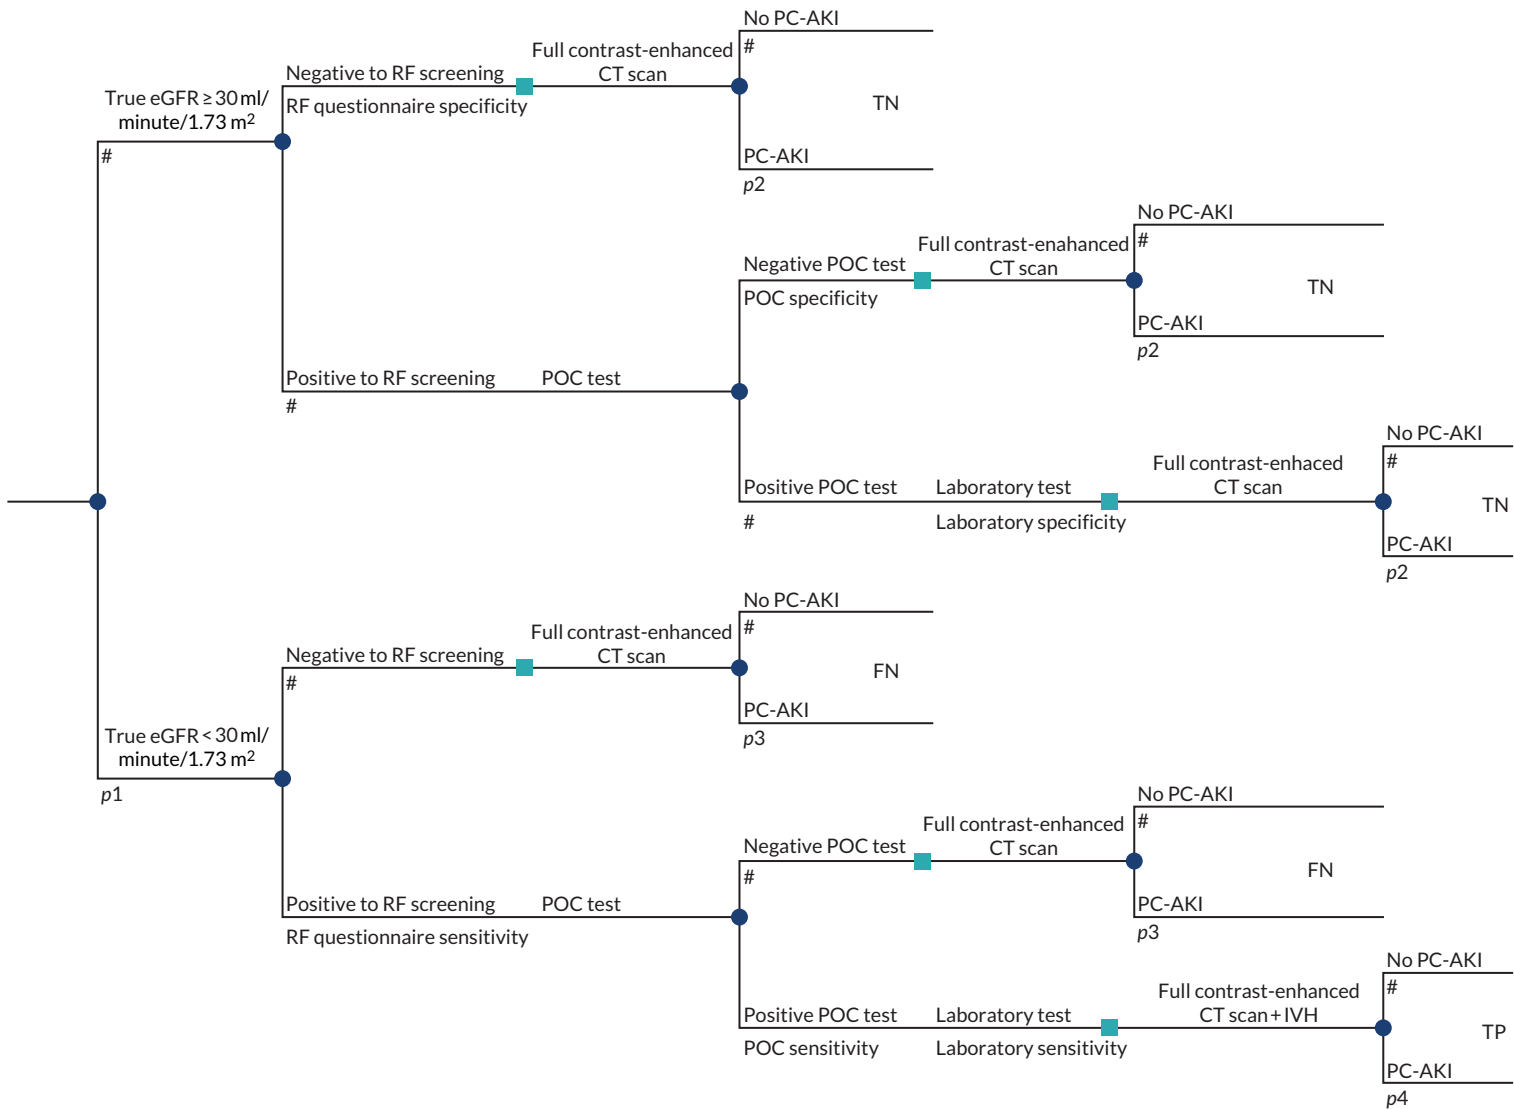 No PC-AKI
#
Full contrast-enhanced
CT scan
Negative to RF screening
RF questionnaire specificity
TN
True eGFR ≥ 30 ml/
minute/1.73 m²
#
PC-AKI
p2
No PC-AKI
#
Full contrast-enahanced
CT scan
Negative POC test
POC specificity
TN
PC-AKI
p2
Positive to RF screening
POC test
#
No PC-AKI
#
Full contrast-enhaced
CT scan
Positive POC test
Laboratory test
#
Laboratory specificity
TN
PC-AKI
p2
No PC-AKI
#
Full contrast-enhanced
CT scan
Negative to RF screening
#
FN
PC-AKI
p3
True eGFR < 30 ml/
minute/1.73 m²
p1
No PC-AKI
#
Full contrast-enhanced
CT scan
Negative POC test
#
FN
PC-AKI
p3
Positive to RF screening
POC test
RF questionnaire sensitivity
No PC-AKI
#
Full contrast-enhanced
CT scan + IVH
Positive POC test
Laboratory test
POC sensitivity
Laboratory sensitivity
TP
PC-AKI
p4